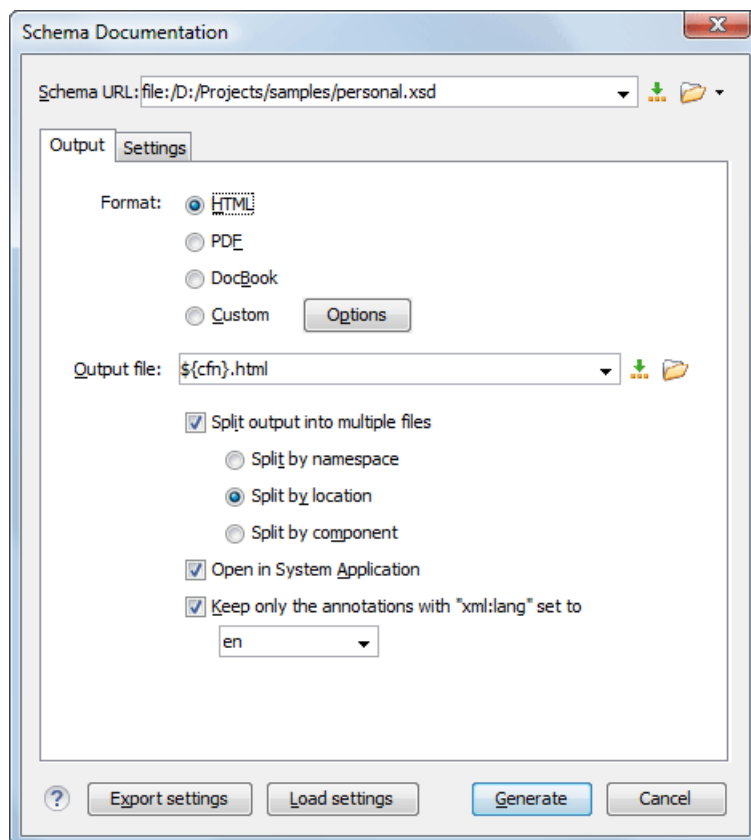 Schema Documentation
Schema URL: file:/D:/Projects/samples/personal.xsd
Output Settings
Format: HTML
PDF
DocBook
Custom Options
Output file: ${cfn}.html
Split output into multiple files
Split by namespace
Split by location
Split by component
Open in System Application
Keep only the annotations with "xml:lang" set to
en
? Export settings Load settings Generate Cancel